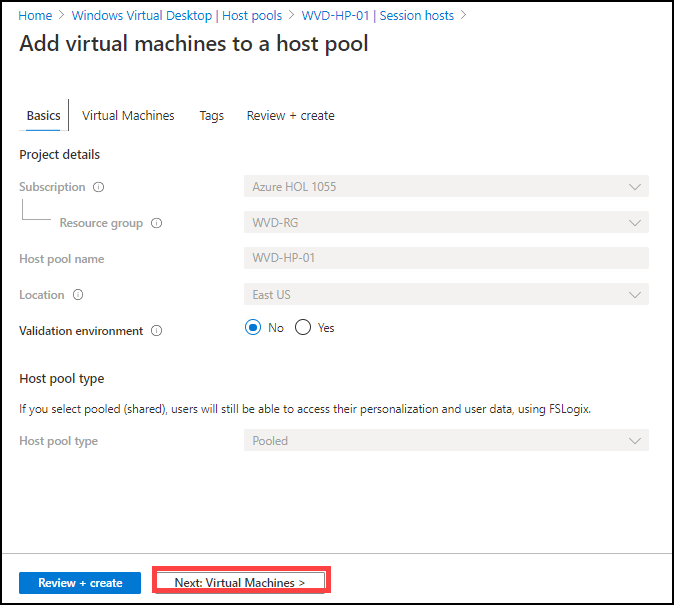 Home > Windows Virtual Desktop | Host pools > WVD-HP-01 | Session hosts >
Add virtual machines to a host pool
Basics Virtual Machines Tags Review + create
Project details
Subscription Azure HOL 1055
Resource group WVD-RG
Host pool name WVD-HP-01
Location East US
Validation environment No Yes
Host pool type
If you select pooled (shared), users will still be able to access their personalization and user data, using FSLogix.
Host pool type Pooled
Review + create Next: Virtual Machines >